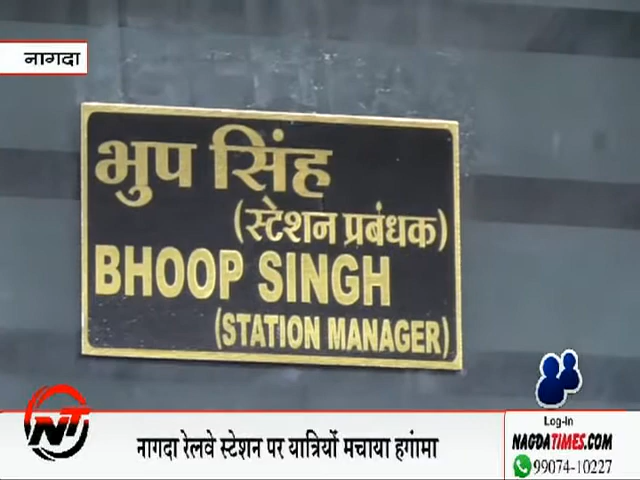 नागदा
भुप सिंह
(स्टेशन प्रबंधक)
BHOOP SINGH
(STATION MANAGER)
NT
नागदा रेलवे स्टेशन पर यात्रियों मचाया हगांमा
Log-In
NAGDATIMES.COM
99074-10227